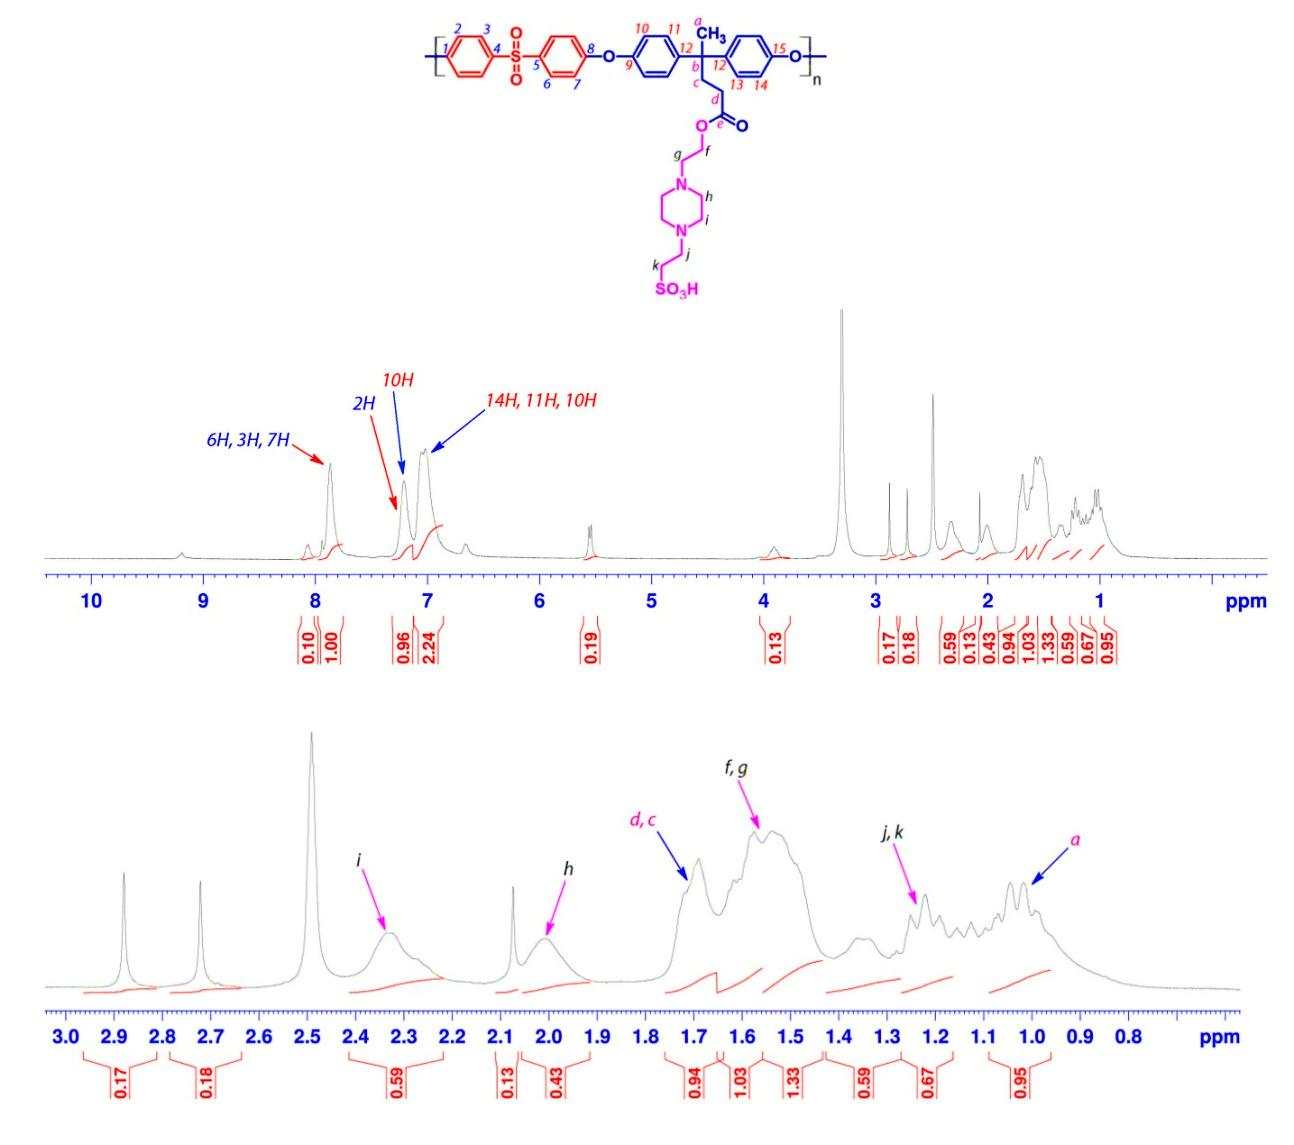 a
CH3
2 3 O 10 11
1 4 S 5 8 O 9 12 b 12 15 O
O 6 7 c 13 14 n
d
O e O
g f
N
h
i
N
j
k
SO3H
10H
2H 14H, 11H, 10H
6H, 3H, 7H
10 9 8 7 6 5 4 3 2 1 ppm
0.10 1.00 0.96 2.24 0.19 0.13 0.17 0.18 0.59 0.13 0.43 0.94 1.03 1.33 0.59 0.67 0.95
f, g
d, c
j, k
a
i
h
3.0 2.9 2.8 2.7 2.6 2.5 2.4 2.3 2.2 2.1 2.0 1.9 1.8 1.7 1.6 1.5 1.4 1.3 1.2 1.1 1.0 0.9 0.8 ppm
0.17 0.18 0.59 0.13 0.43 0.94 1.03 1.33 0.59 0.67 0.95